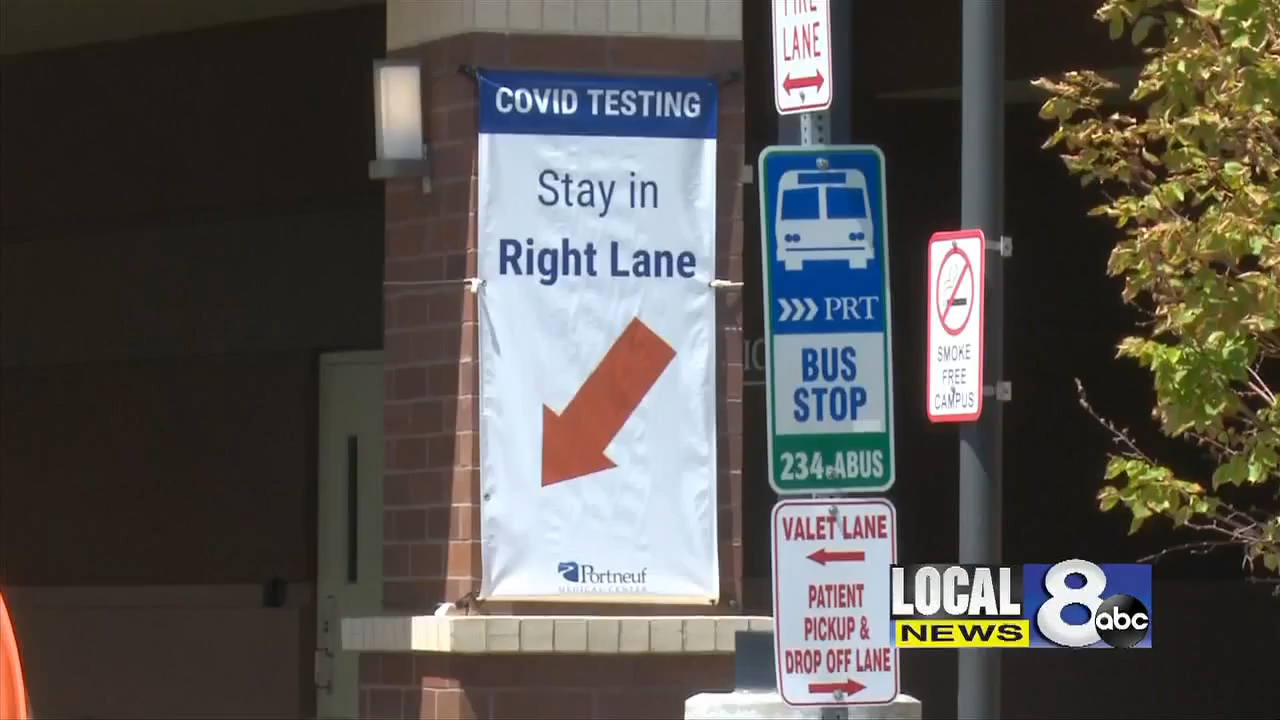 COVID TESTING
Stay in
Right Lane
Portneuf
MEDICAL CENTER
FIRE
LANE
PRT
BUS
STOP
234-ABUS
VALET LANE
PATIENT
PICKUP &
DROP OFF LANE
SMOKE
FREE
CAMPUS
LOCAL
NEWS
8
abc